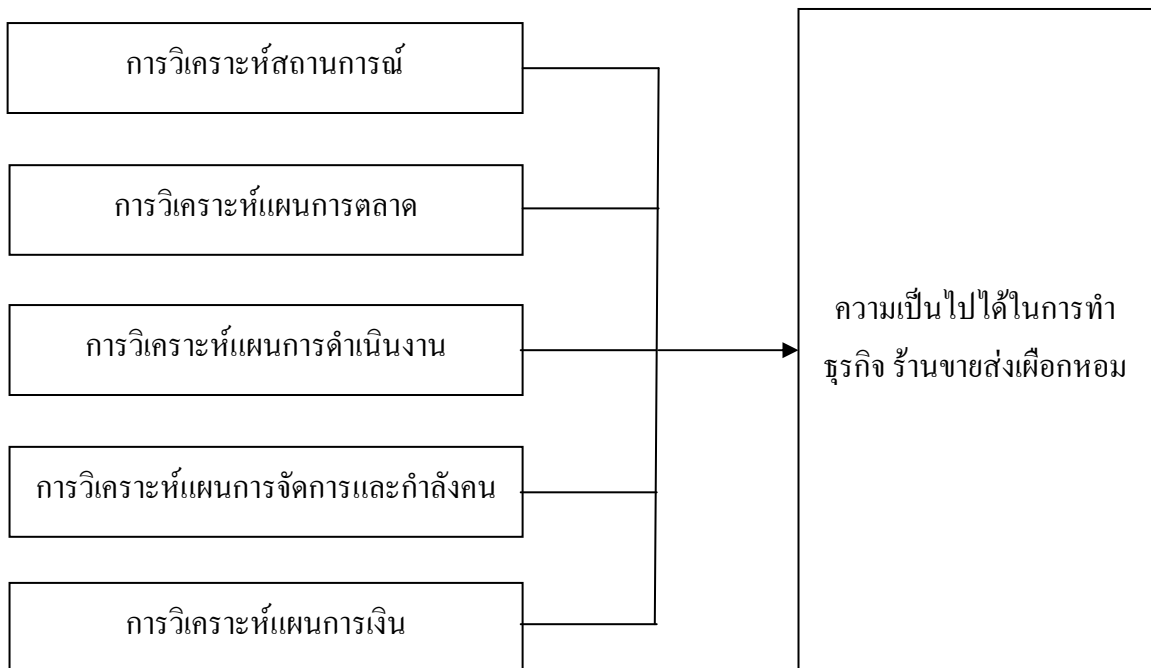 การวิเคราะห์สถานการณ์
การวิเคราะห์แผนการตลาด
การวิเคราะห์แผนการดำเนินงาน
การวิเคราะห์แผนการจัดการและกำลังคน
การวิเคราะห์แผนการเงิน
ความเป็นไปได้ในการทำ
ธุรกิจ ร้านขายส่งเผือกหอม